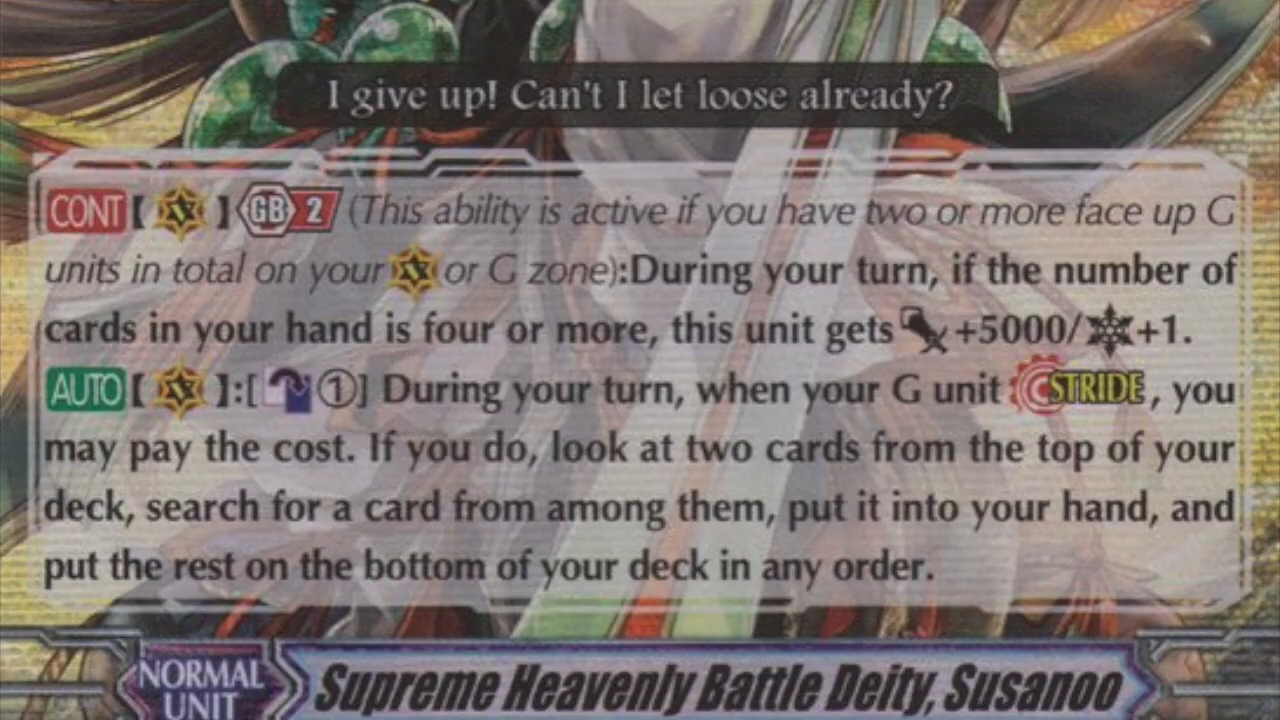 I give up! Can't I let loose already?
CONT【V】GB 2 (This ability is active if you have two or more face up G
units in total on your V or G zone):During your turn, if the number of
cards in your hand is four or more, this unit gets +5000/+1.
AUTO【V】:[①] During your turn, when your G unit STRIDE, you
may pay the cost. If you do, look at two cards from the top of your
deck, search for a card from among them, put it into your hand, and
put the rest on the bottom of your deck in any order.
NORMAL
UNIT
Supreme Heavenly Battle Deity, Susanoo